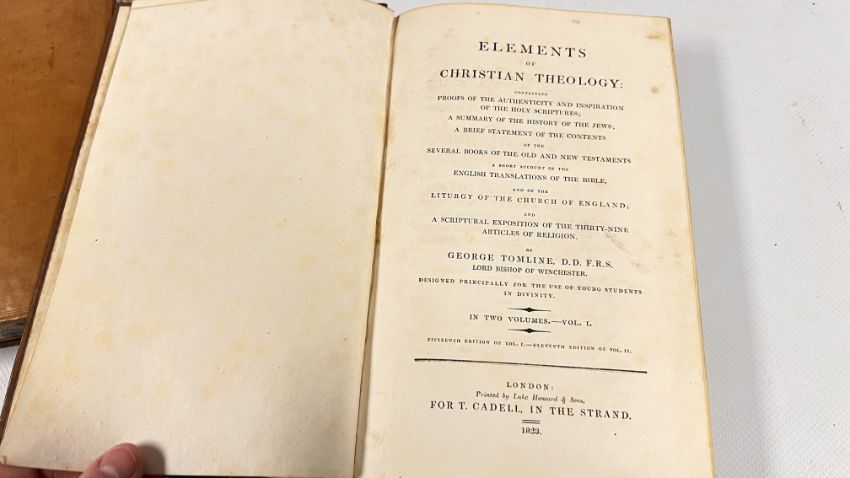 ELEMENTS
OF
CHRISTIAN THEOLOGY:
CONTAINING
PROOFS OF THE AUTHENTICITY AND INSPIRATION
OF THE HOLY SCRIPTURES;
A SUMMARY OF THE HISTORY OF THE JEWS;
A BRIEF STATEMENT OF THE CONTENTS
OF THE
SEVERAL BOOKS OF THE OLD AND NEW TESTAMENTS
A SHORT ACCOUNT OF THE
ENGLISH TRANSLATIONS OF THE BIBLE,
AND OF THE
LITURGY OF THE CHURCH OF ENGLAND;
AND
A SCRIPTURAL EXPOSITION OF THE THIRTY-NINE
ARTICLES OF RELIGION.
BY
GEORGE TOMLINE, D.D. F.R.S.
LORD BISHOP OF WINCHESTER.
DESIGNED PRINCIPALLY FOR THE USE OF YOUNG STUDENTS
IN DIVINITY.
IN TWO VOLUMES.—VOL. I.
FIFTEENTH EDITION OF VOL. I.—ELEVENTH EDITION OF VOL. II.
LONDON:
Printed by Luke Hansard & Sons,
FOR T. CADELL, IN THE STRAND.
1823.